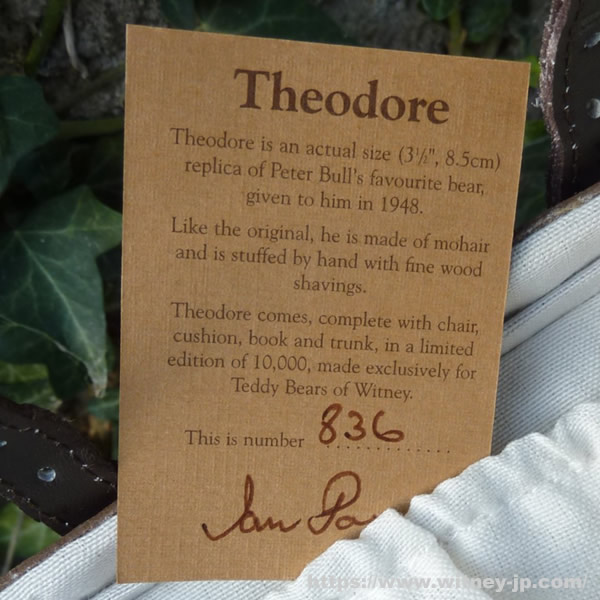 Theodore
Theodore is an actual size (3½", 8.5cm)
replica of Peter Bull's favourite bear,
given to him in 1948.
Like the original, he is made of mohair
and is stuffed by hand with fine wood
shavings.
Theodore comes, complete with chair,
cushion, book and trunk, in a limited
edition of 10,000, made exclusively for
Teddy Bears of Witney.
This is number 836
Ian
https://www.witney-jp.com/